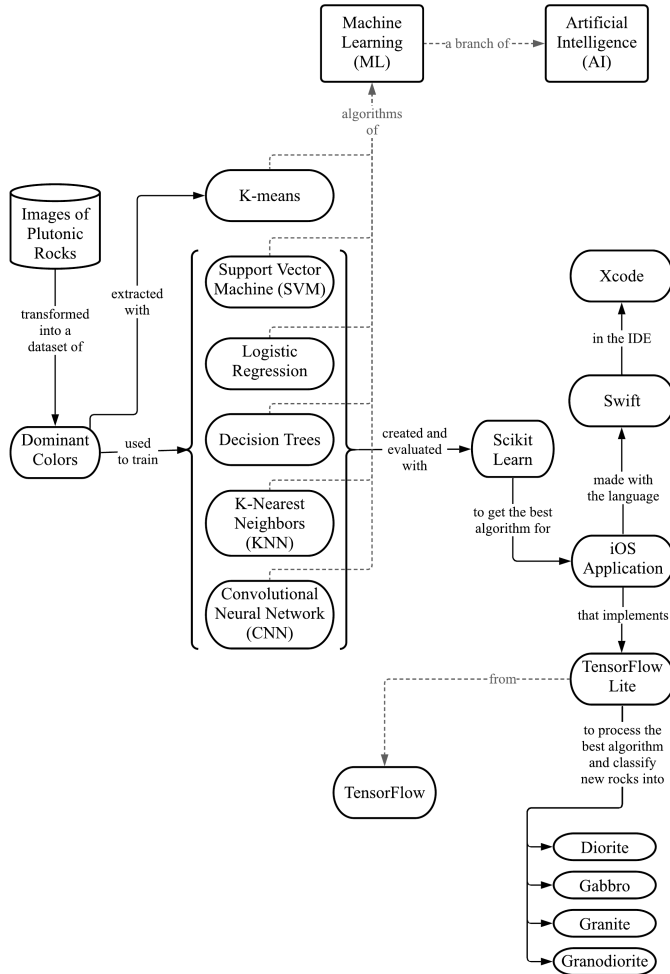 Machine
Learning
(ML)
a branch of
Artificial
Intelligence
(AI)
algorithms
of
K-means
Images of
Plutonic
Rocks
extracted
with
transformed
into a
dataset of
Dominant
Colors
used
to train
Support Vector
Machine (SVM)
Logistic
Regression
Decision Trees
K-Nearest
Neighbors
(KNN)
Convolutional
Neural Network
(CNN)
created and
evaluated
with
Scikit
Learn
to get the best
algorithm for
Xcode
in the IDE
Swift
made with
the language
iOS
Application
that implements
TensorFlow
Lite
from
TensorFlow
to process the
best algorithm
and classify
new rocks into
Diorite
Gabbro
Granite
Granodiorite